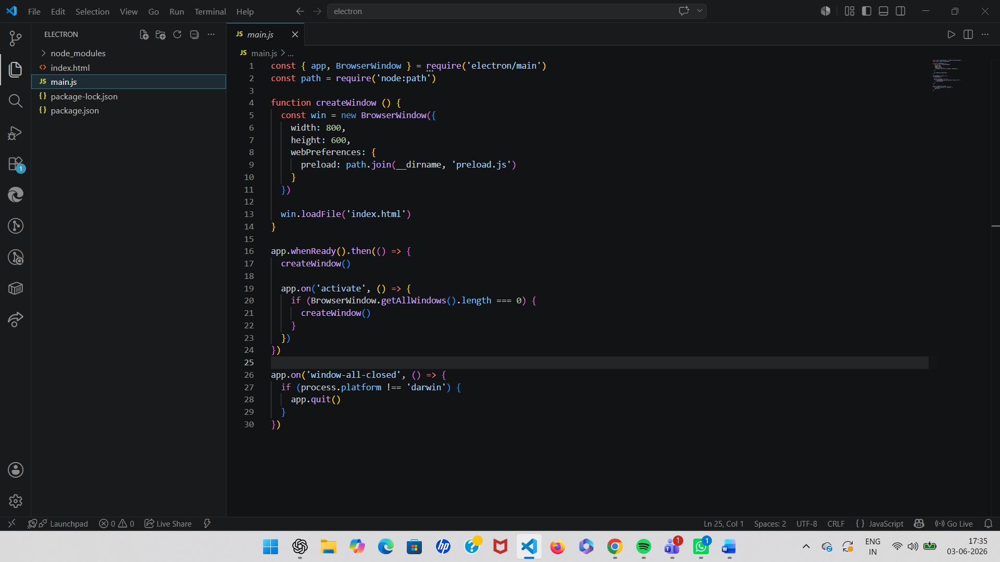 File Edit Selection View Go Run Terminal Help
electron
ELECTRON
node_modules
index.html
JS main.js
{} package-lock.json
{} package.json
JS main.js
JS main.js > ...
1 const { app, BrowserWindow } = require('electron/main')
2 const path = require('node:path')
3
4 function createWindow () {
5   const win = new BrowserWindow({
6     width: 800,
7     height: 600,
8     webPreferences: {
9       preload: path.join(__dirname, 'preload.js')
10     }
11   })
12
13   win.loadFile('index.html')
14 }
15
16 app.whenReady().then(() => {
17   createWindow()
18
19   app.on('activate', () => {
20     if (BrowserWindow.getAllWindows().length === 0) {
21       createWindow()
22     }
23   })
24 })
25
26 app.on('window-all-closed', () => {
27   if (process.platform !== 'darwin') {
28     app.quit()
29   }
30 })
1
Launchpad 0 0 Live Share
Ln 25, Col 1 Spaces: 2 UTF-8 CRLF {} JavaScript Go Live
hp
1
1
ENG
IN
17:35
03-06-2026